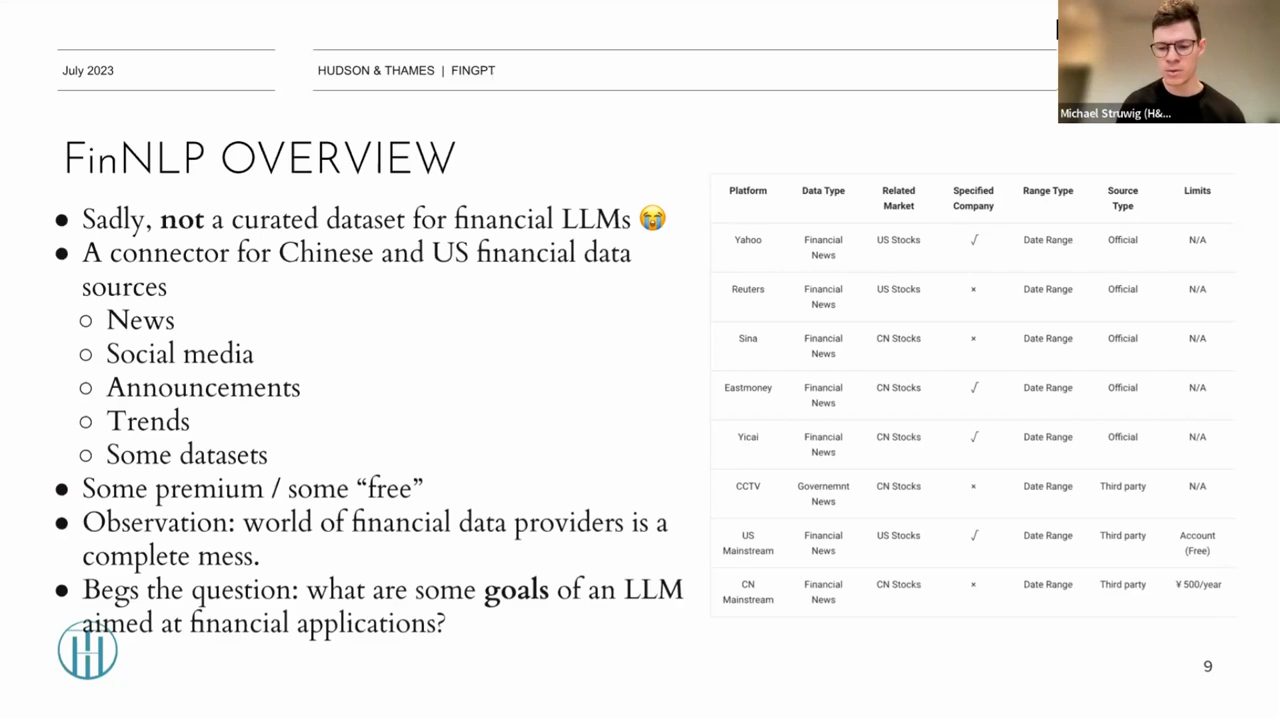 July 2023
HUDSON & THAMES | FINGPT
Michael Struwig (H&...
FinNLP OVERVIEW
● Sadly, not a curated dataset for financial LLMs 😭
● A connector for Chinese and US financial data
sources
○ News
○ Social media
○ Announcements
○ Trends
○ Some datasets
● Some premium / some “free”
● Observation: world of financial data providers is a
complete mess.
● Begs the question: what are some goals of an LLM
aimed at financial applications?
Platform Data Type Related Market Specified Company Range Type Source Type Limits
Yahoo Financial News US Stocks √ Date Range Official N/A
Reuters Financial News US Stocks × Date Range Official N/A
Sina Financial News CN Stocks × Date Range Official N/A
Eastmoney Financial News CN Stocks √ Date Range Official N/A
Yicai Financial News CN Stocks √ Date Range Official N/A
CCTV Governemnt News CN Stocks × Date Range Third party N/A
US Mainstream Financial News US Stocks √ Date Range Third party Account (Free)
CN Mainstream Financial News CN Stocks × Date Range Third party ¥ 500/year
9